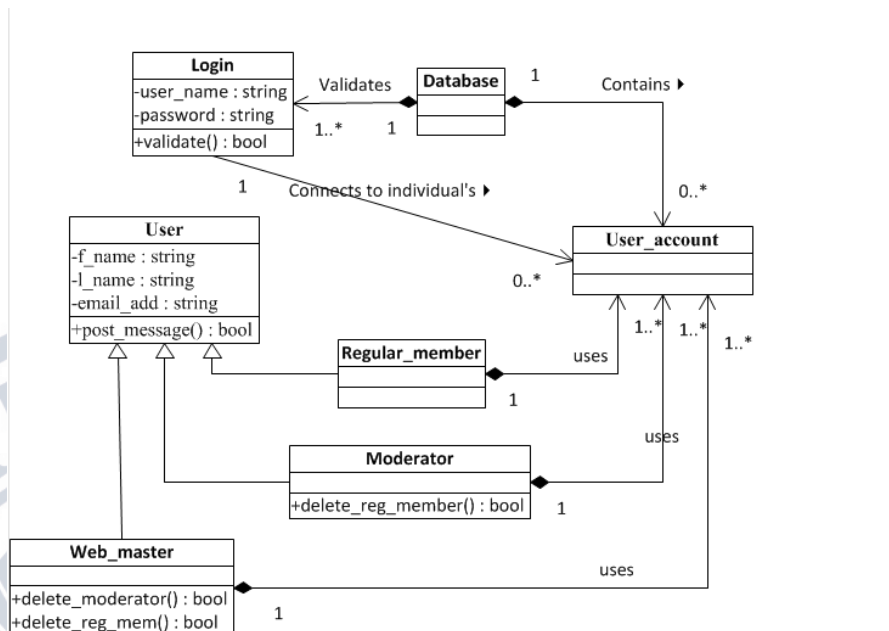 Login
-user_name : string
-password : string
+validate() : bool
Validates
1..*
1
Database
1
Contains
0..*
1
Connects to individual's
0..*
User_account
User
-f_name : string
-l_name : string
-email_add : string
+post_message() : bool
Regular_member
1
uses
1..*
1..*
1..*
Moderator
+delete_reg_member() : bool
1
uses
Web_master
+delete_moderator() : bool
+delete_reg_mem() : bool
1
uses